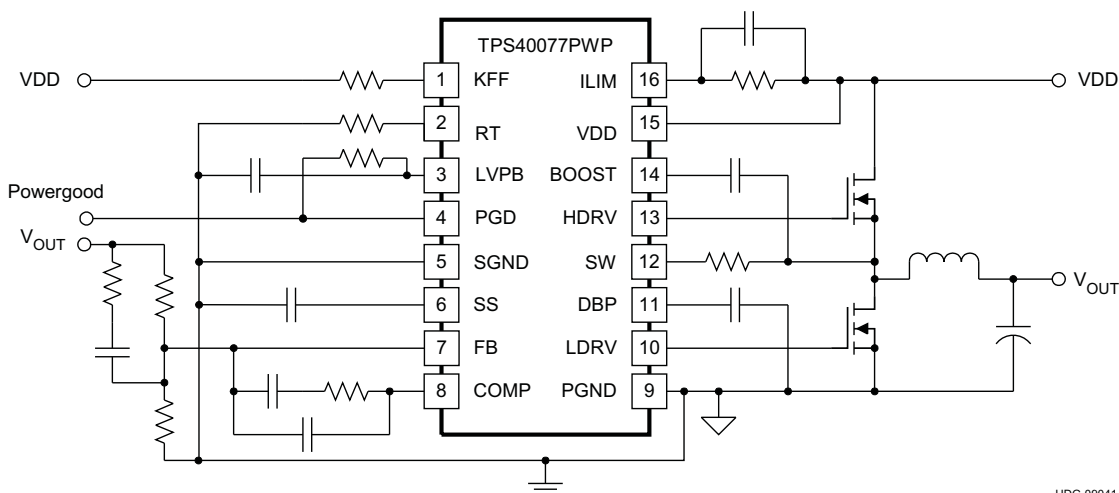 TPS40077PWP
VDD
1 KFF ILIM 16
VDD
2 RT VDD 15
3 LVPB BOOST 14
Powergood
4 PGD HDRV 13
VOUT
5 SGND SW 12
VOUT
6 SS DBP 11
7 FB LDRV 10
8 COMP PGND 9